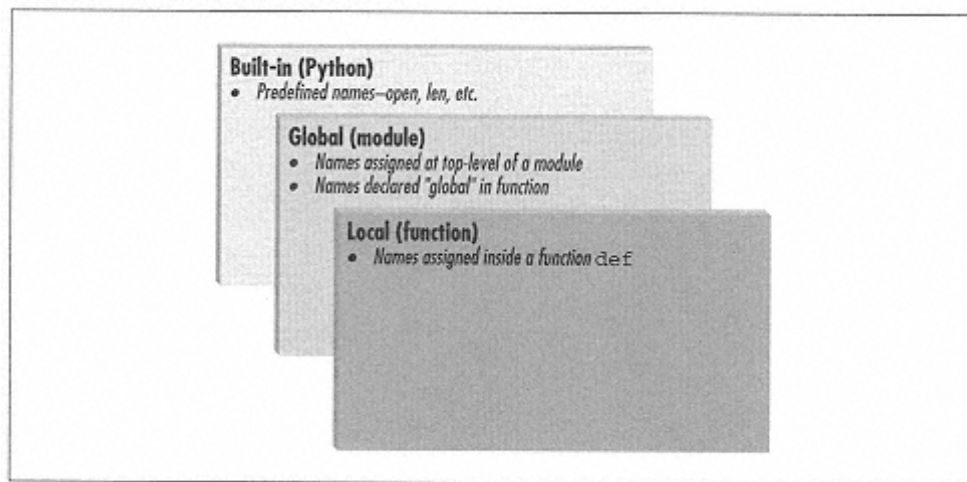 Built-in (Python)
• Predefined names—open, len, etc.
Global (module)
• Names assigned at top-level of a module
• Names declared "global" in function
Local (function)
• Names assigned inside a function def